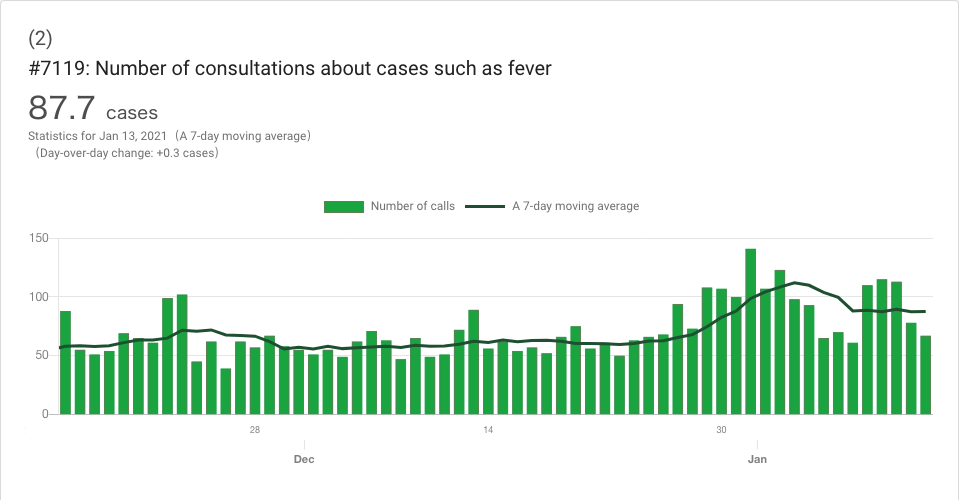 (2)
#7119: Number of consultations about cases such as fever
87.7 cases
Statistics for Jan 13, 2021（A 7-day moving average）
（Day-over-day change: +0.3 cases）
Number of calls A 7-day moving average
150
100
50
0
28 14 30
Dec Jan